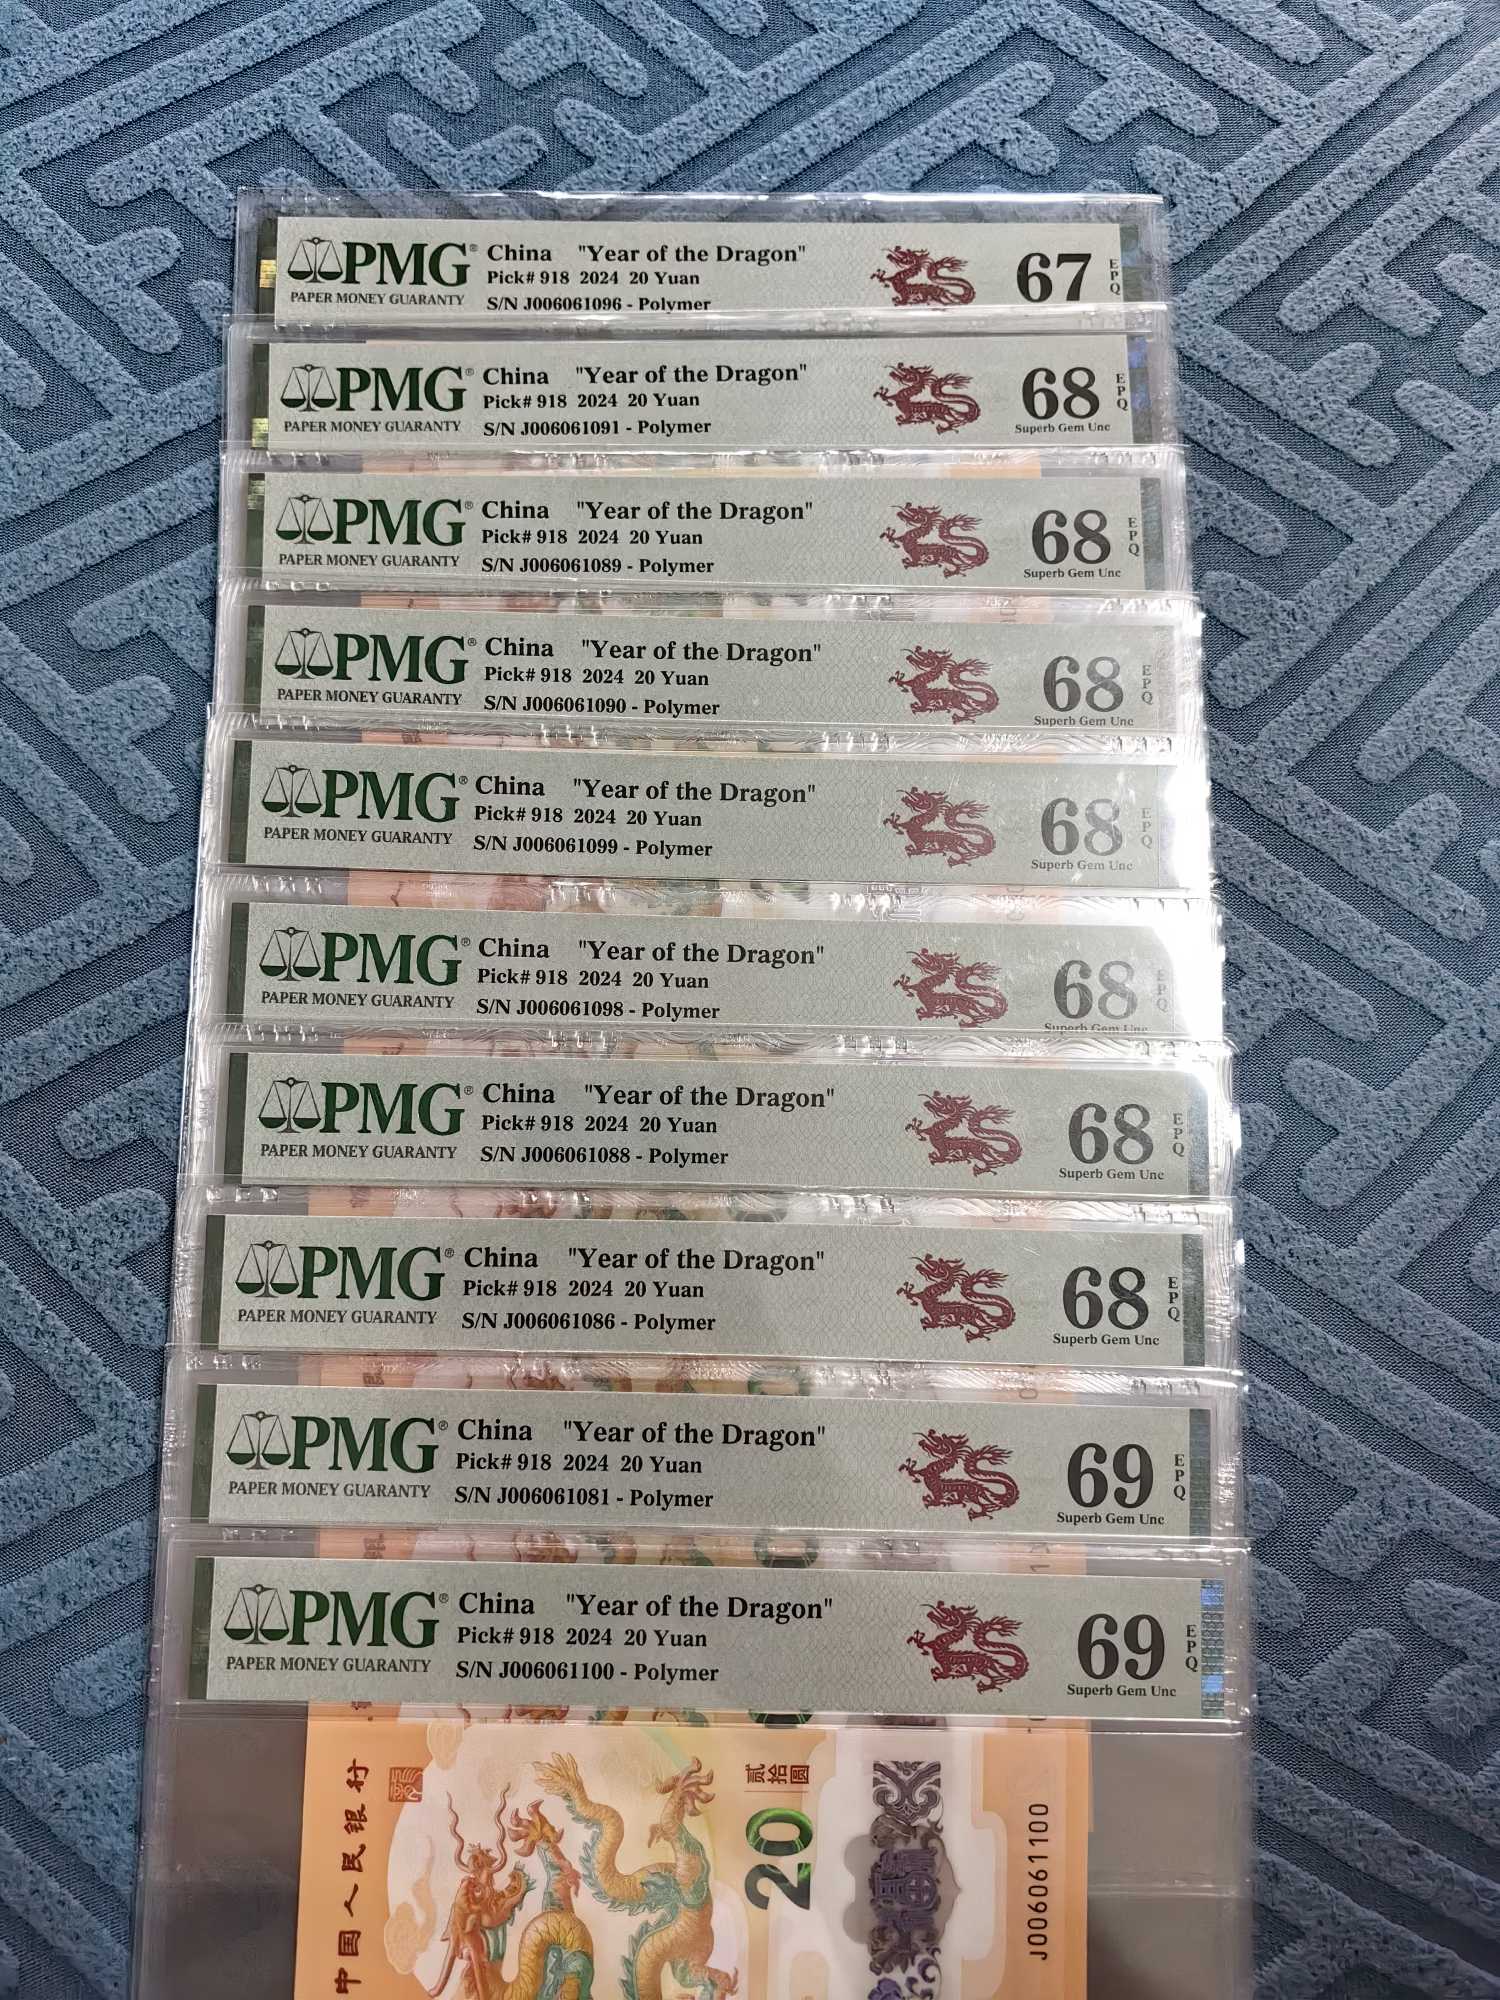 PMG®
PAPER MONEY GUARANTY
China "Year of the Dragon"
Pick# 918 2024 20 Yuan
S/N J006061096 - Polymer
67
EPQ
PMG®
PAPER MONEY GUARANTY
China "Year of the Dragon"
Pick# 918 2024 20 Yuan
S/N J006061091 - Polymer
68
EPQ
Superb Gem Unc
PMG®
PAPER MONEY GUARANTY
China "Year of the Dragon"
Pick# 918 2024 20 Yuan
S/N J006061089 - Polymer
68
EPQ
Superb Gem Unc
PMG®
PAPER MONEY GUARANTY
China "Year of the Dragon"
Pick# 918 2024 20 Yuan
S/N J006061090 - Polymer
68
EPQ
Superb Gem Unc
PMG®
PAPER MONEY GUARANTY
China "Year of the Dragon"
Pick# 918 2024 20 Yuan
S/N J006061099 - Polymer
68
EPQ
Superb Gem Unc
PMG®
PAPER MONEY GUARANTY
China "Year of the Dragon"
Pick# 918 2024 20 Yuan
S/N J006061098 - Polymer
68
EPQ
Superb Gem Unc
PMG®
PAPER MONEY GUARANTY
China "Year of the Dragon"
Pick# 918 2024 20 Yuan
S/N J006061088 - Polymer
68
EPQ
Superb Gem Unc
PMG®
PAPER MONEY GUARANTY
China "Year of the Dragon"
Pick# 918 2024 20 Yuan
S/N J006061086 - Polymer
68
EPQ
Superb Gem Unc
PMG®
PAPER MONEY GUARANTY
China "Year of the Dragon"
Pick# 918 2024 20 Yuan
S/N J006061081 - Polymer
69
EPQ
Superb Gem Unc
PMG®
PAPER MONEY GUARANTY
China "Year of the Dragon"
Pick# 918 2024 20 Yuan
S/N J006061100 - Polymer
69
EPQ
Superb Gem Unc
中国人民银行
20
贰拾圆
J006061100